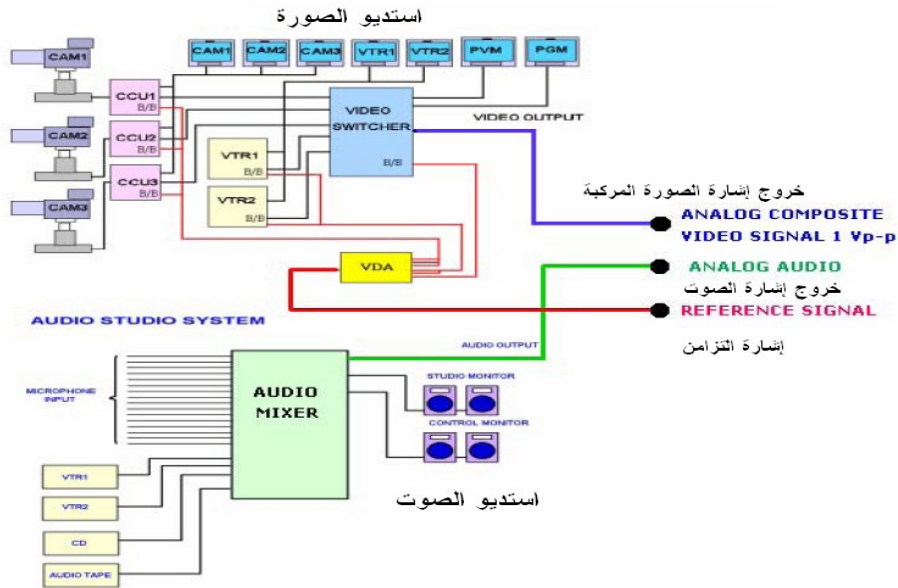 استديو الصورة
CAM1
CAM1 CAM2 CAM3 VTR1 VTR2 PVM PGM
CCU1
B/B
VIDEO
SWITCHER
B/B
VIDEO OUTPUT
CAM2
CCU2
B/B
VTR1
B/B
CCU3
B/B
VTR2
B/B
CAM3
خروج إشارة الصورة المركبة
ANALOG COMPOSITE
VIDEO SIGNAL 1 Vp-p
VDA
ANALOG AUDIO
خروج إشارة الصوت
REFERENCE SIGNAL
إشارة التزامن
AUDIO STUDIO SYSTEM
AUDIO OUTPUT
MICROPHONE
INPUT
AUDIO
MIXER
STUDIO MONITOR
CONTROL MONITOR
VTR1
VTR2
CD
AUDIO TAPE
استديو الصوت